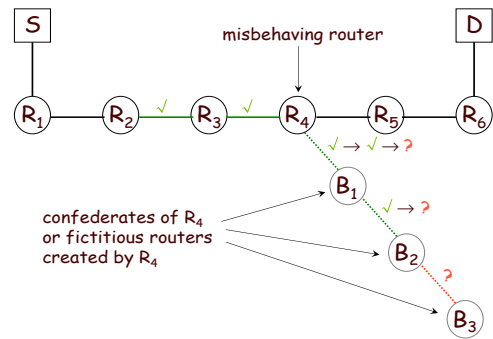 S
D
misbehaving router
R1
√
R2
√
R3
R4
R5
R6
√ → √ → ?
B1
√ → ?
confederates of R4
or fictitious routers
created by R4
B2
?
B3